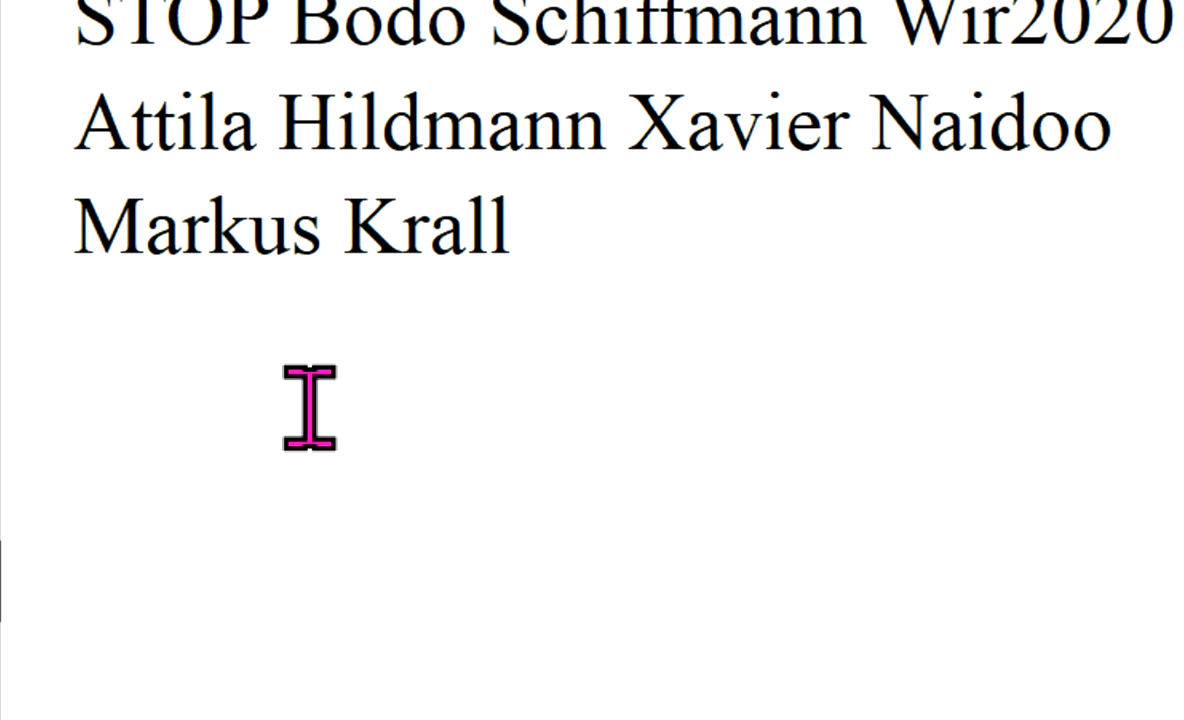 STOP Bodo Schiffmann Wir2020
Attila Hildmann Xavier Naidoo
Markus Krall